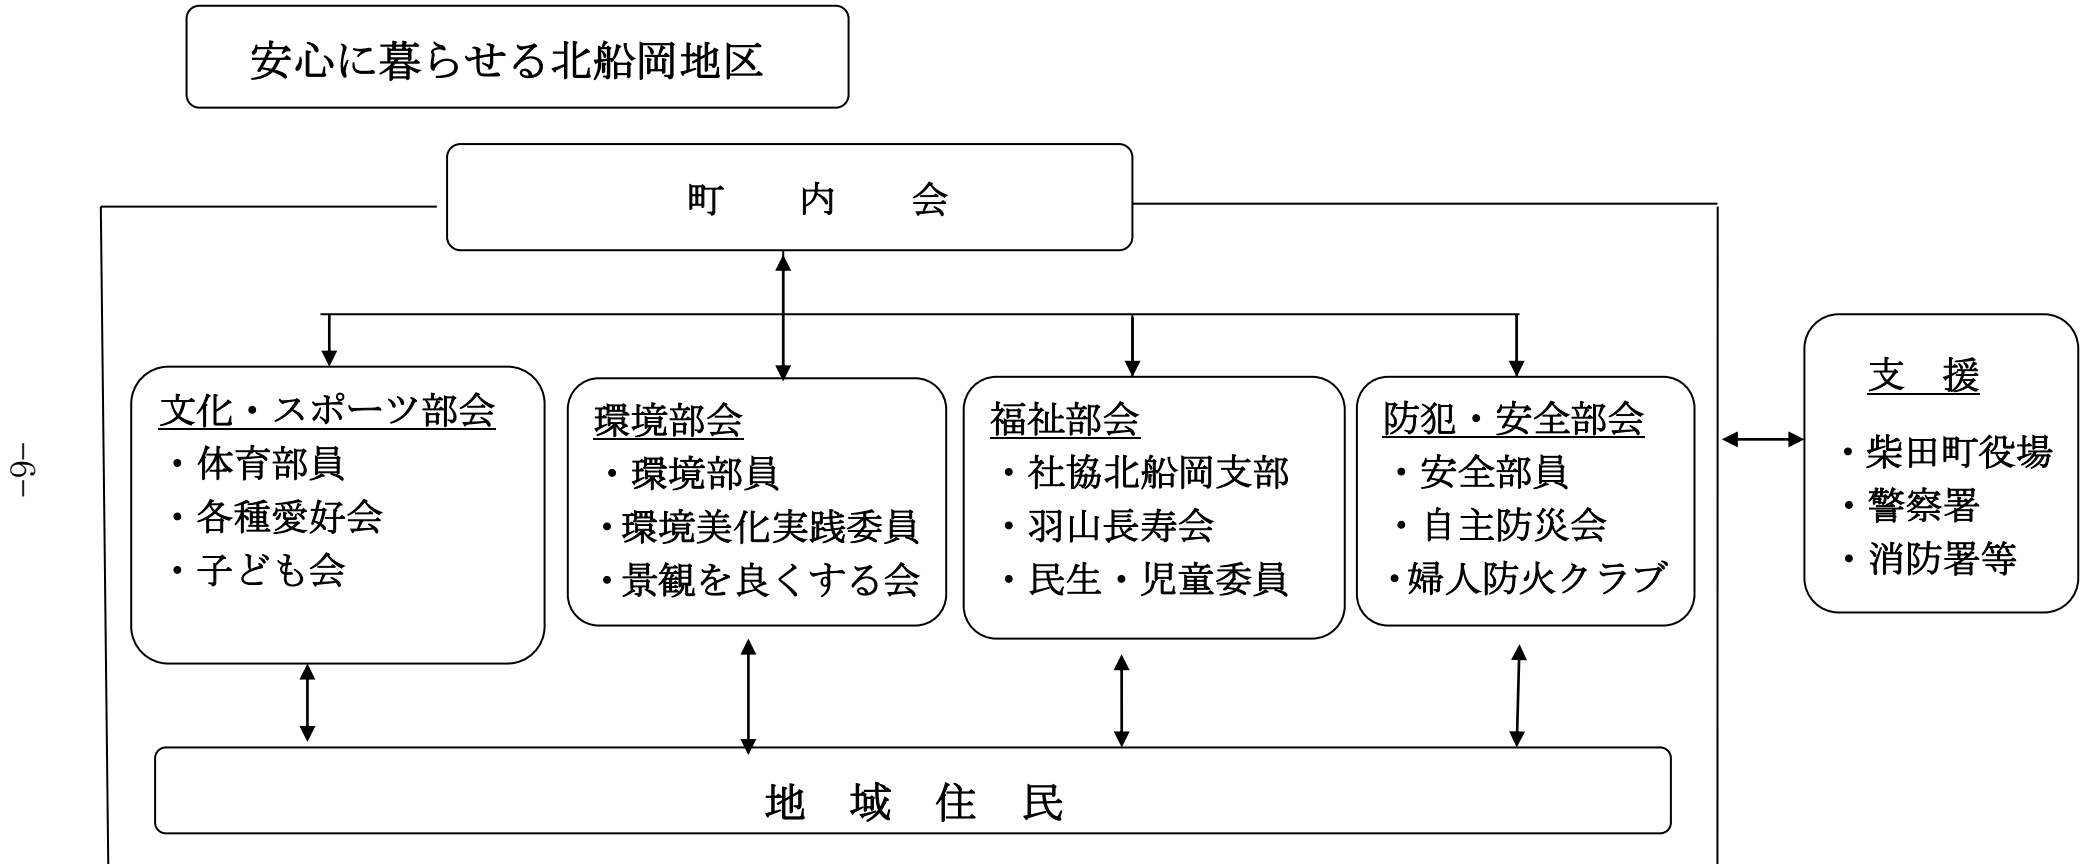 安心に暮らせる北船岡地区
町 内 会
文化・スポーツ部会
・体育部員
・各種愛好会
・子ども会
環境部会
・環境部員
・環境美化実践委員
・景観を良くする会
福祉部会
・社協北船岡支部
・羽山長寿会
・民生・児童委員
防犯・安全部会
・安全部員
・自主防災会
・婦人防火クラブ
支 援
・柴田町役場
・警察署
・消防署等
地 域 住 民
-9-